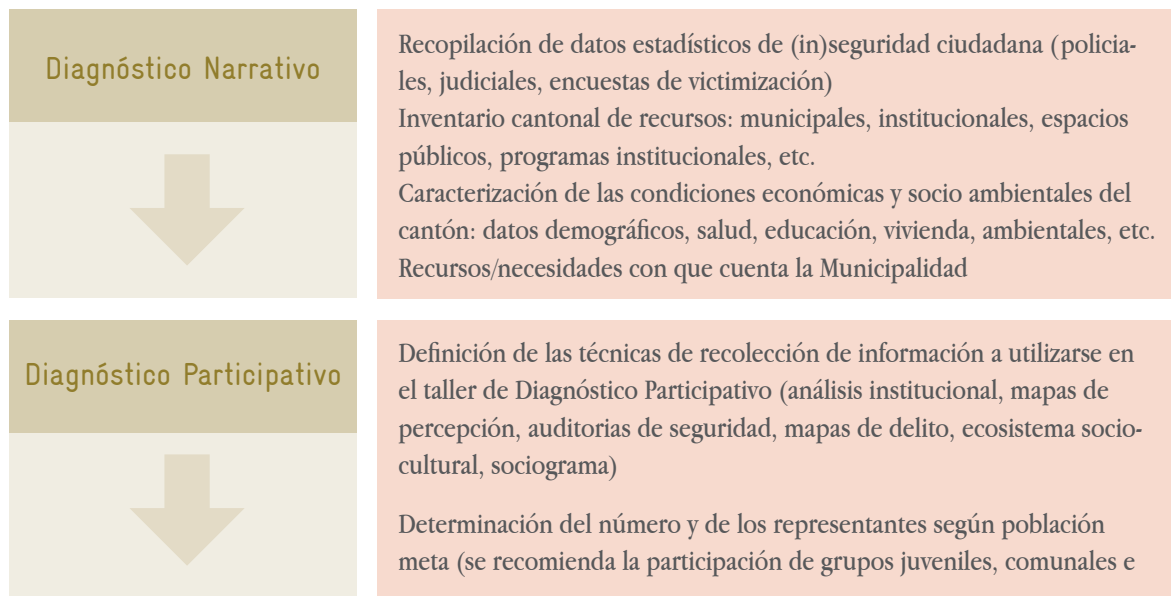 Diagnóstico Narrativo
Recopilación de datos estadísticos de (in)seguridad ciudadana (policia-
les, judiciales, encuestas de victimización)
Inventario cantonal de recursos: municipales, institucionales, espacios
públicos, programas institucionales, etc.
Caracterización de las condiciones económicas y socio ambientales del
cantón: datos demográficos, salud, educación, vivienda, ambientales, etc.
Recursos/necesidades con que cuenta la Municipalidad
Diagnóstico Participativo
Definición de las técnicas de recolección de información a utilizarse en
el taller de Diagnóstico Participativo (análisis institucional, mapas de
percepción, auditorias de seguridad, mapas de delito, ecosistema socio-
cultural, sociograma)
Determinación del número y de los representantes según población
meta (se recomienda la participación de grupos juveniles, comunales e